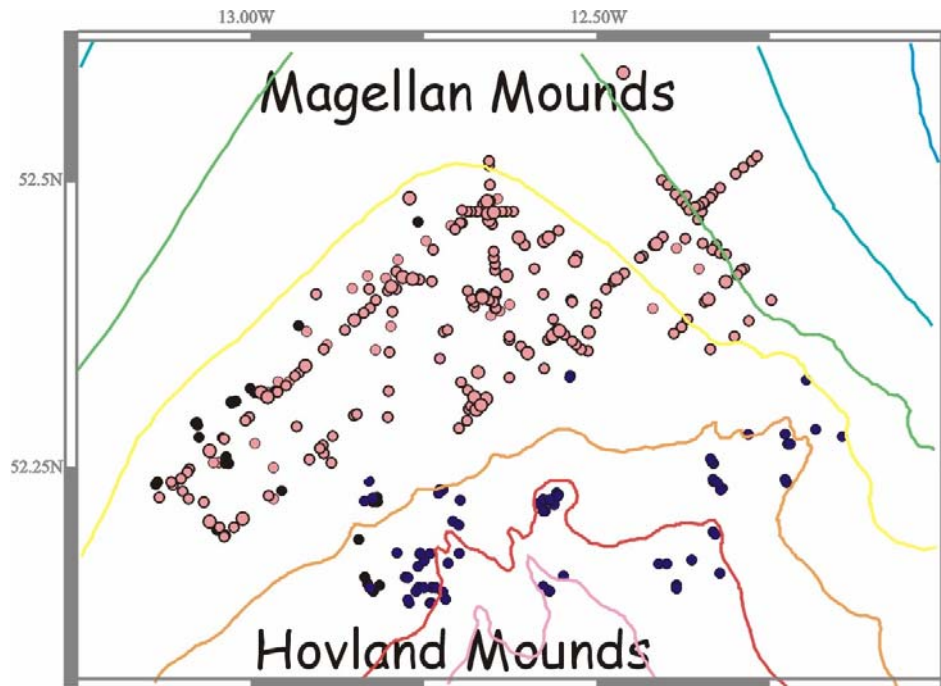 13.00W 12.50W
Magellan Mounds
52.5N
52.25N
Hovland Mounds